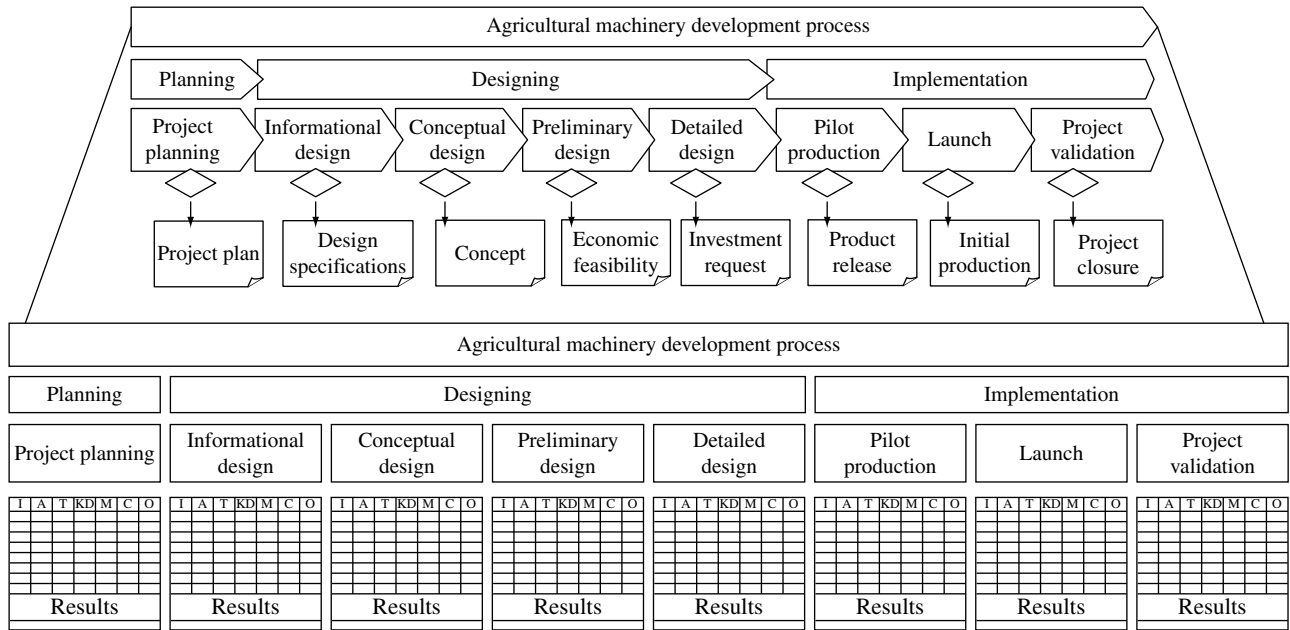 Agricultural machinery development process
Planning Designing Implementation
Project planning Informational design Conceptual design Preliminary design Detailed design Pilot production Launch Project validation
Project plan Design specifications Concept Economic feasibility Investment request Product release Initial production Project closure
Agricultural machinery development process
Planning Designing Implementation
Project planning Informational design Conceptual design Preliminary design Detailed design Pilot production Launch Project validation
I A T KD M C O I A T KD M C O I A T KD M C O I A T KD M C O I A T KD M C O I A T KD M C O I A T KD M C O I A T KD M C O
Results Results Results Results Results Results Results Results